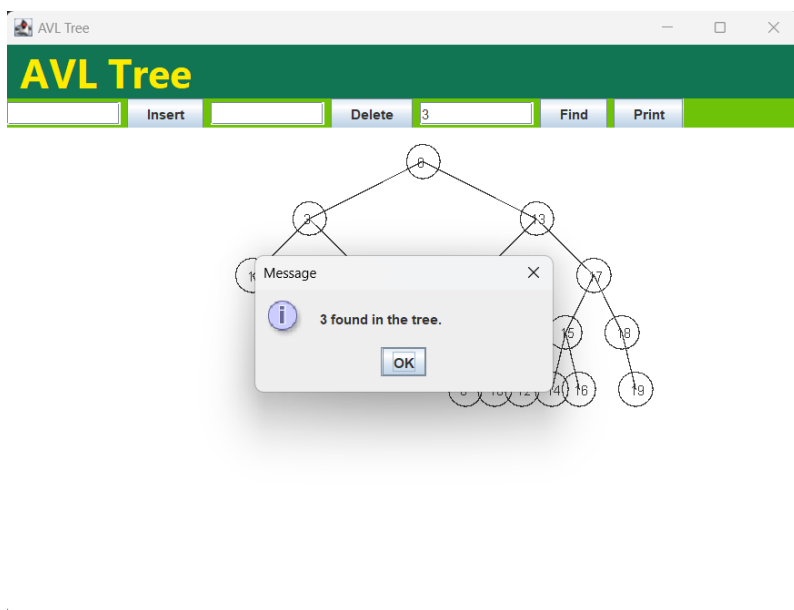 AVL Tree
AVL Tree
Insert Delete 3 Find Print
3 13
Message 17
3 found in the tree.
15 18
OK
14 16 19